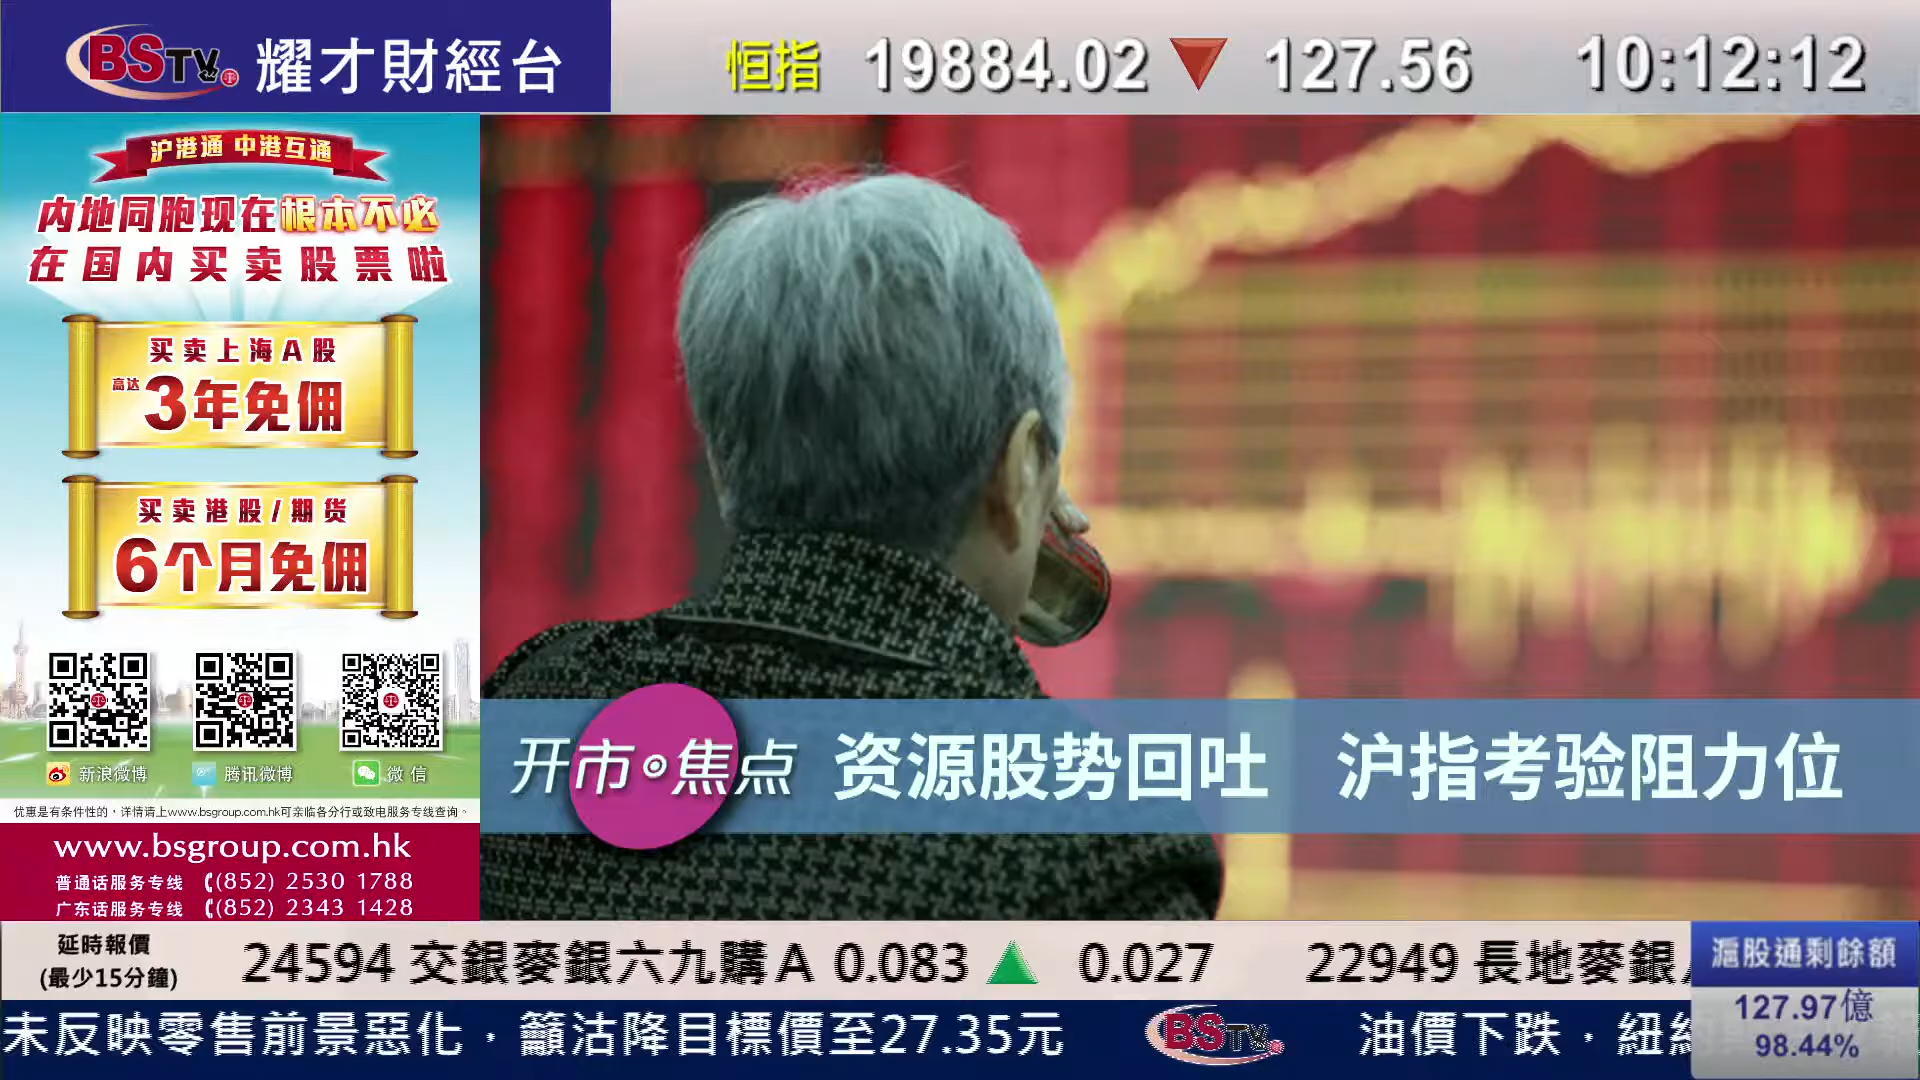 BSTV 耀才財經台
恒指 19884.02 ▼ 127.56 10:12:12
沪港通 中港互通
内地同胞现在根本不必
在国内买卖股票啦
买卖上海A股
高达3年免佣
买卖港股/期货
6个月免佣
新浪微博 腾讯微博 微信
优惠是有条件性的，详情请上www.bsgroup.com.hk可亲临各分行或致电服务专线查询。
www.bsgroup.com.hk
普通话服务专线 (852) 2530 1788
广东话服务专线 (852) 2343 1428
开市焦点 资源股势回吐 沪指考验阻力位
延時報價
(最少15分鐘)
24594 交銀麥銀六九購A 0.083 ▲ 0.027 22949 長地麥銀
滬股通剩餘額
127.97億
98.44%
未反映零售前景惡化，籲沽降目標價至27.35元 BSTV 油價下跌．紐